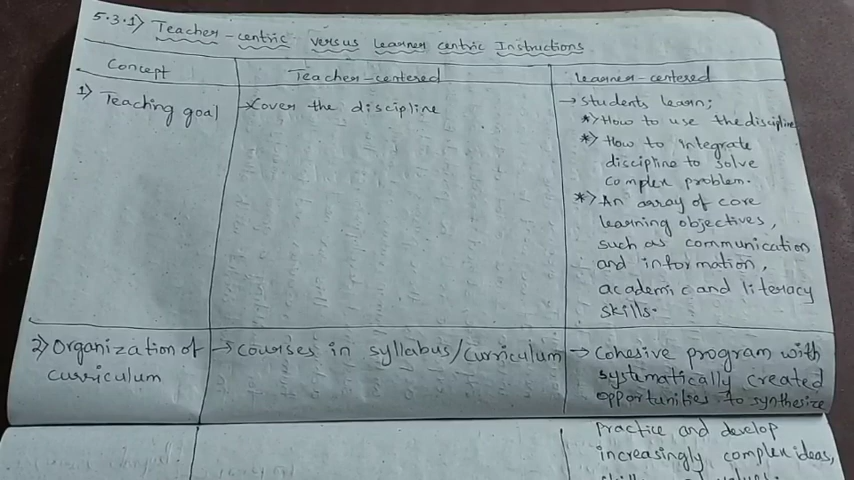 5.3.1) Teacher-centric versus learner centric Instructions
Concept Teacher-centered learner-centered
1) Teaching goal → Cover the discipline → students learn;
*) How to use the discipline
*) How to integrate
discipline to solve
complex problem.
*) An array of core
learning objectives,
such as communication
and information,
academic and literacy
skills.
2) Organization of → courses in syllabus/curriculum → cohesive program with
curriculum systematically created
opportunities to synthesize
practice and develop
increasingly complex ideas,